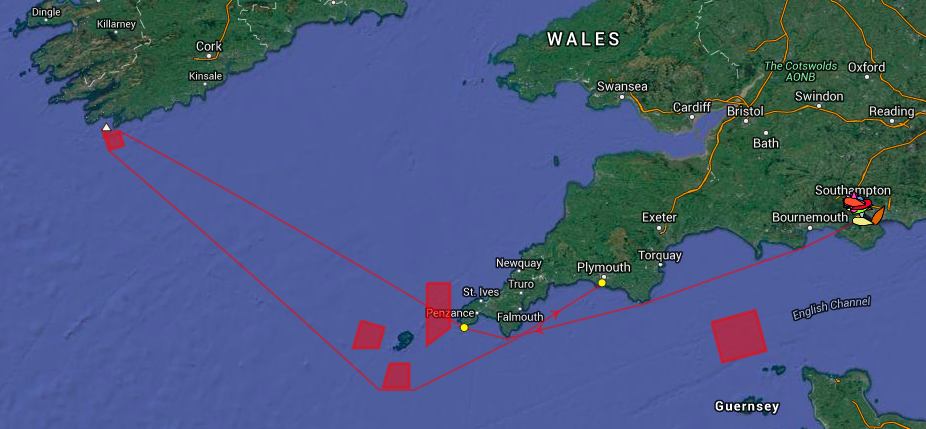 Dingle
Killarney
Cork
Kinsale
WALES
Swansea
Cardiff
Bristol
Bath
The Cotswolds
AONB
Oxford
Swindon
Reading
Southampton
Bournemouth
Exeter
Torquay
Plymouth
Newquay
Truro
St. Ives
Penzance
Falmouth
English Channel
Guernsey